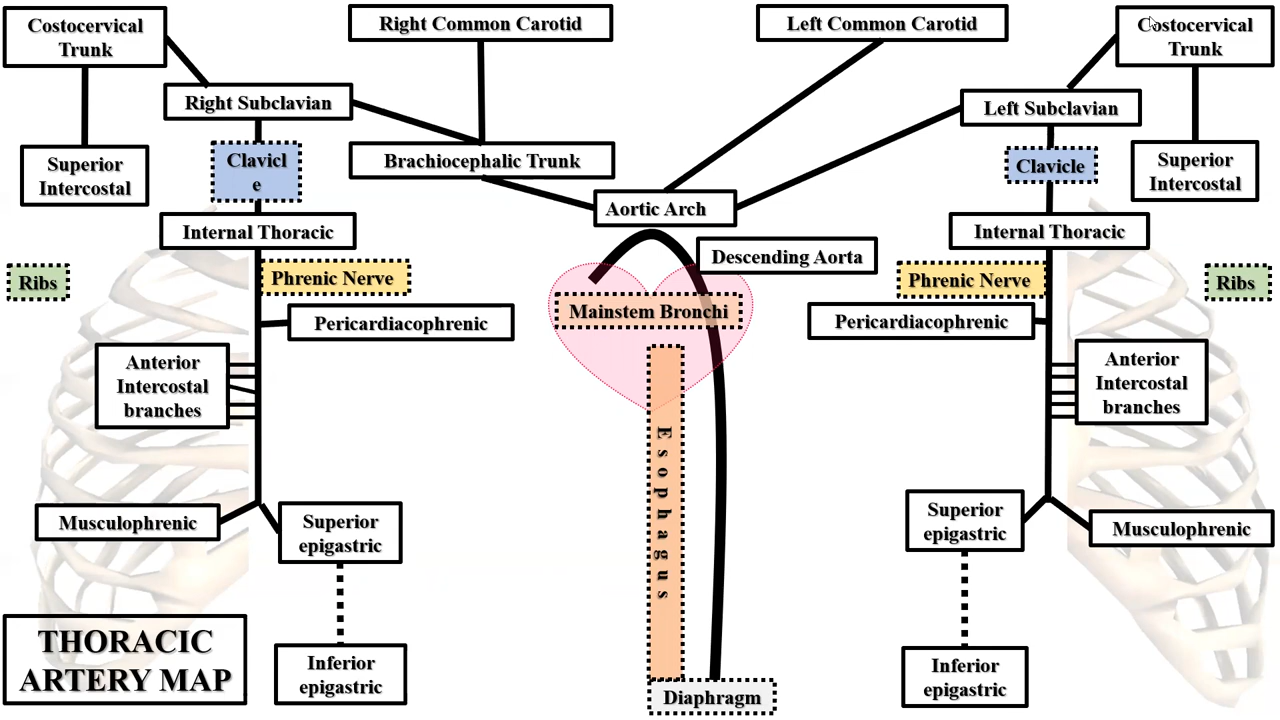 Costocervical
Trunk
Right Common Carotid
Left Common Carotid
Costocervical
Trunk
Right Subclavian
Left Subclavian
Superior
Intercostal
Clavicl
e
Brachiocephalic Trunk
Clavicle
Superior
Intercostal
Aortic Arch
Internal Thoracic
Internal Thoracic
Descending Aorta
Ribs
Phrenic Nerve
Phrenic Nerve
Ribs
Pericardiacophrenic
Mainstem Bronchi
Pericardiacophrenic
Anterior
Intercostal
branches
Anterior
Intercostal
branches
Esophagus
Musculophrenic
Superior
epigastric
Superior
epigastric
Musculophrenic
THORACIC
ARTERY MAP
Inferior
epigastric
Diaphragm
Inferior
epigastric